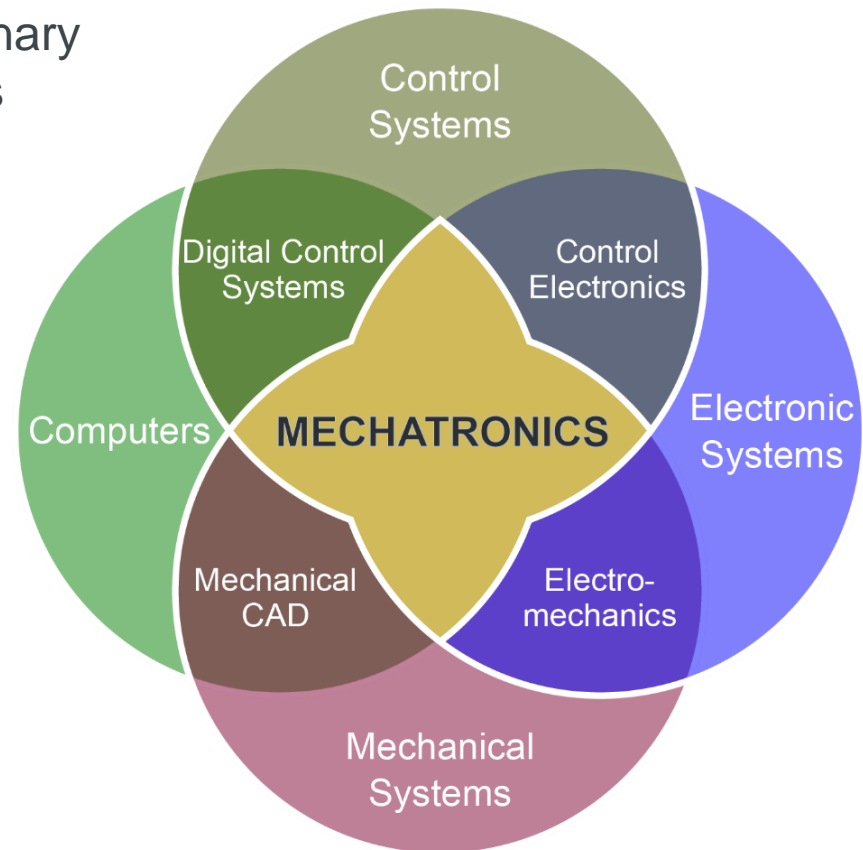 Control
Systems
Digital Control
Systems
Control
Electronics
Computers
MECHATRONICS
Electronic
Systems
Mechanical
CAD
Electro-
mechanics
Mechanical
Systems